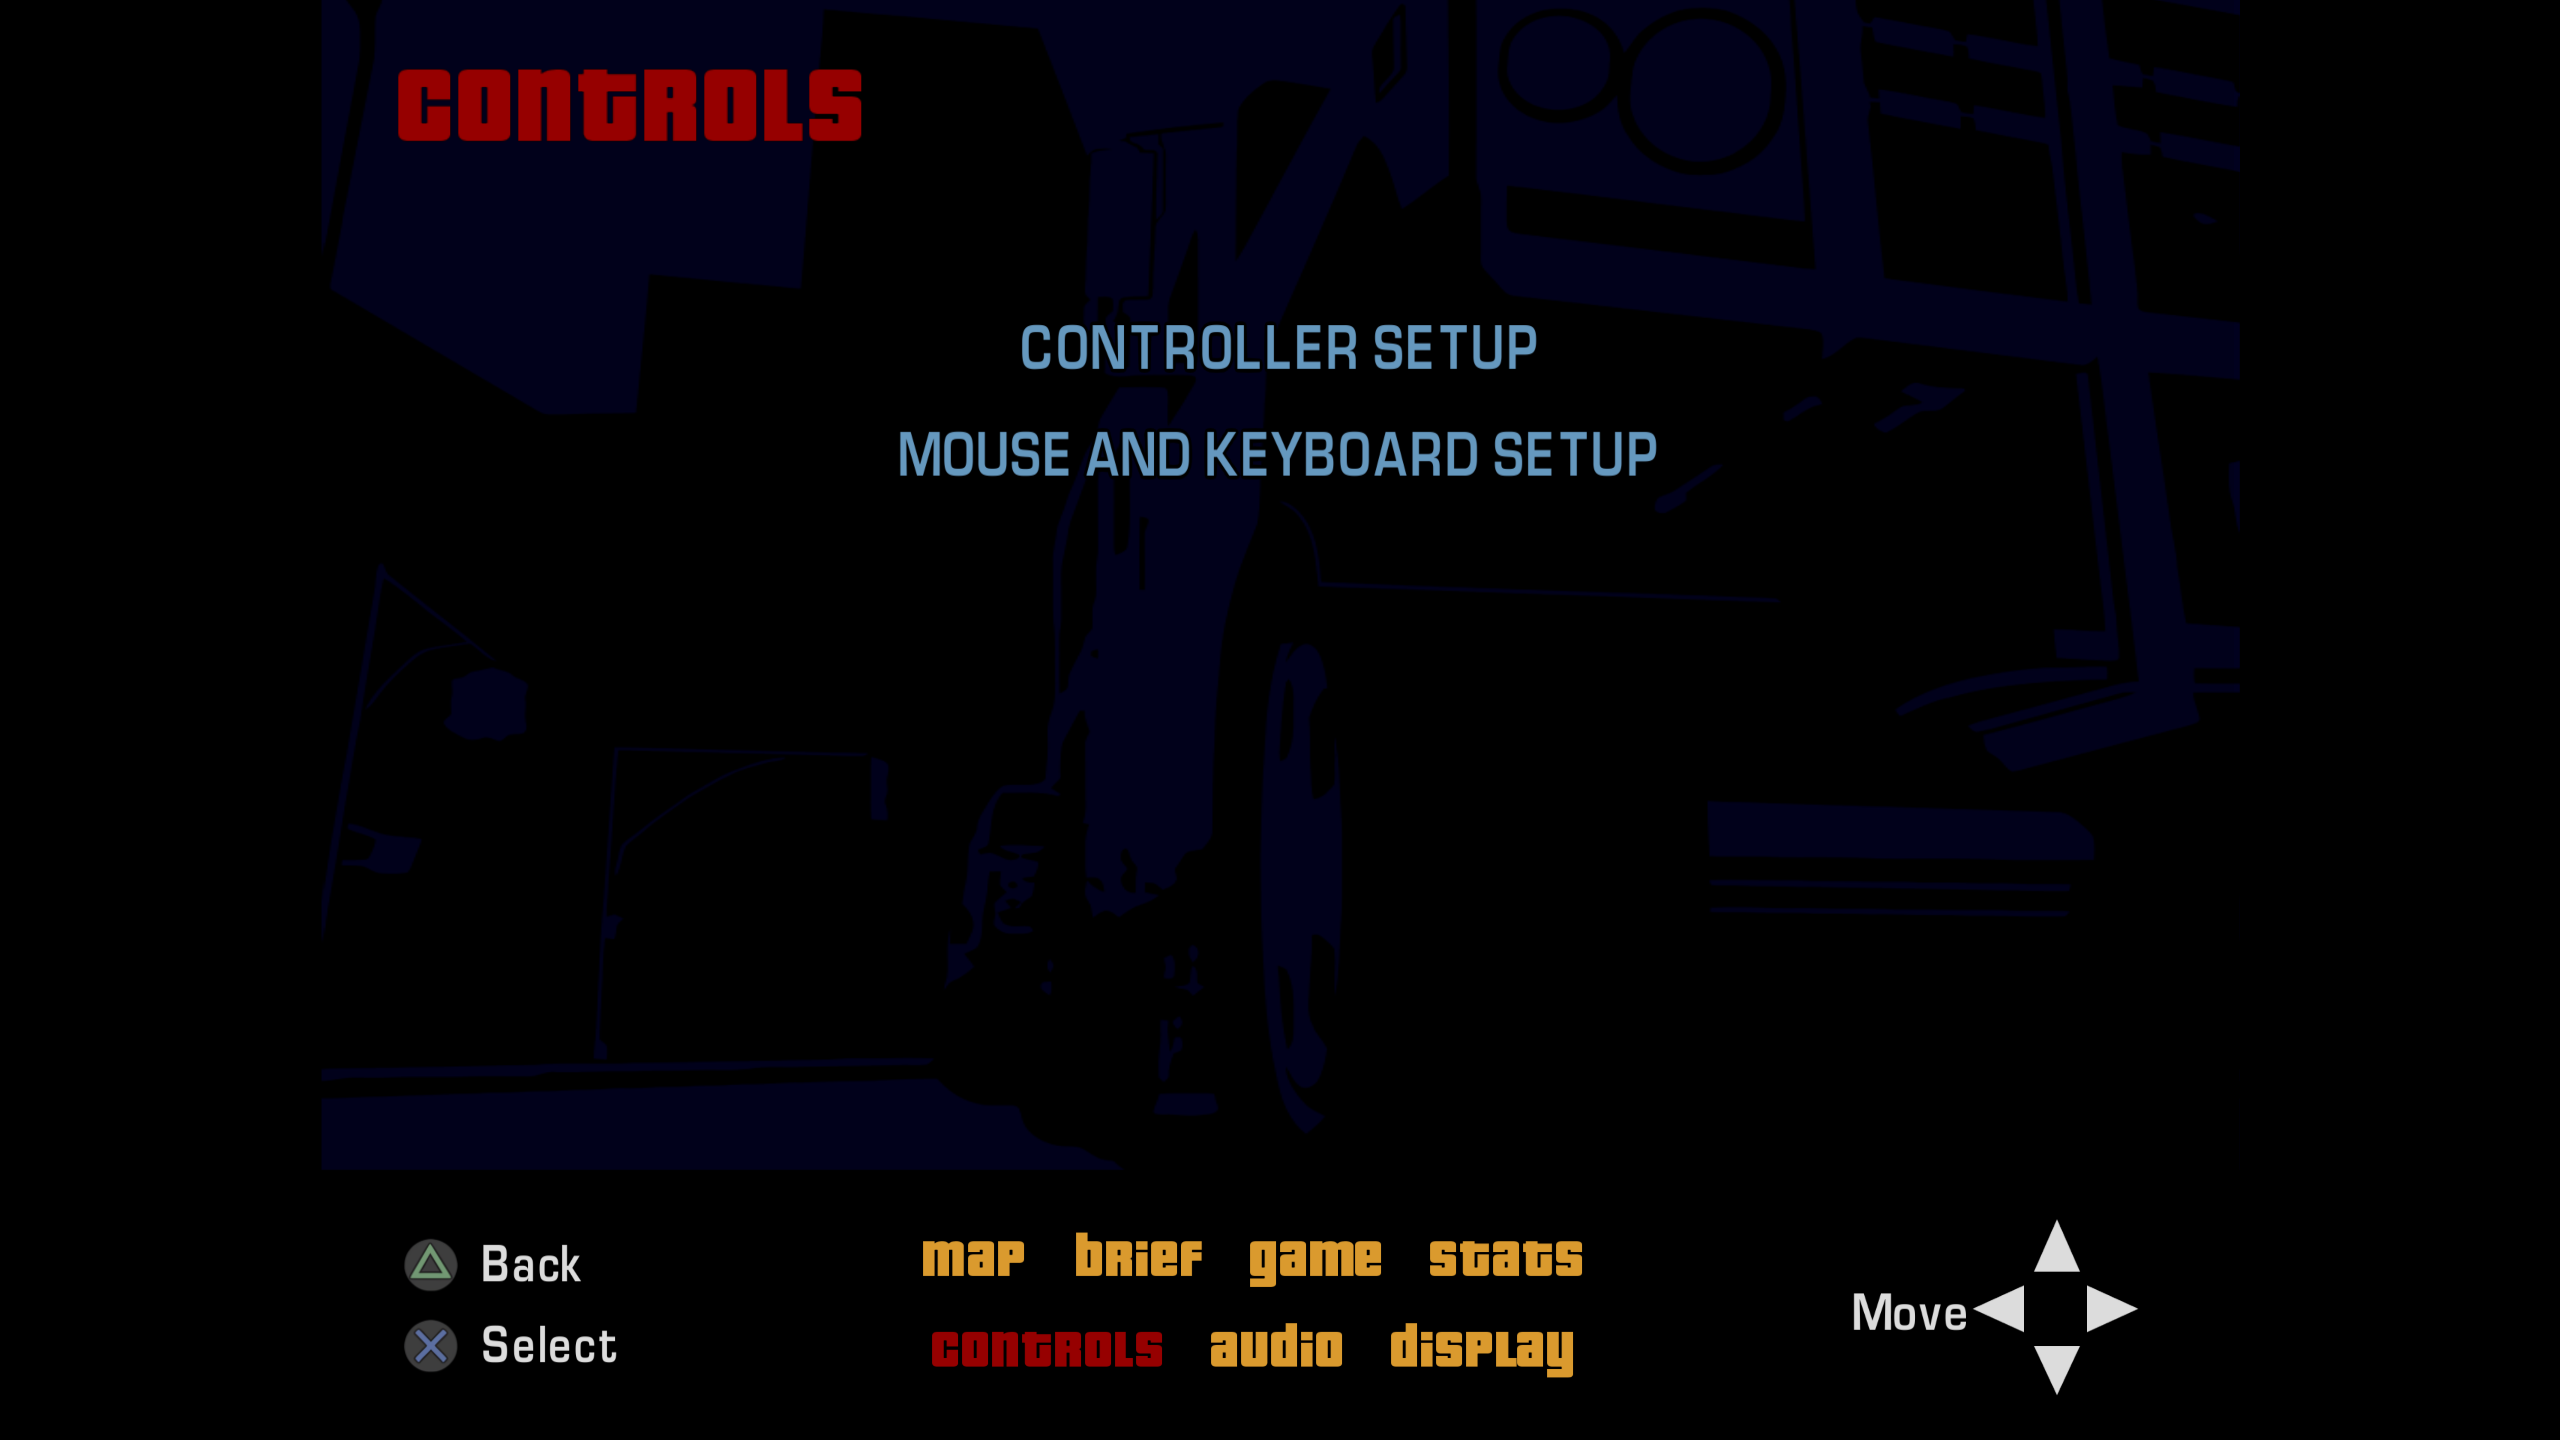 CONTROLS
CONTROLLER SETUP
MOUSE AND KEYBOARD SETUP
Back
Select
map brief game stats
CONTROLS audio display
Move